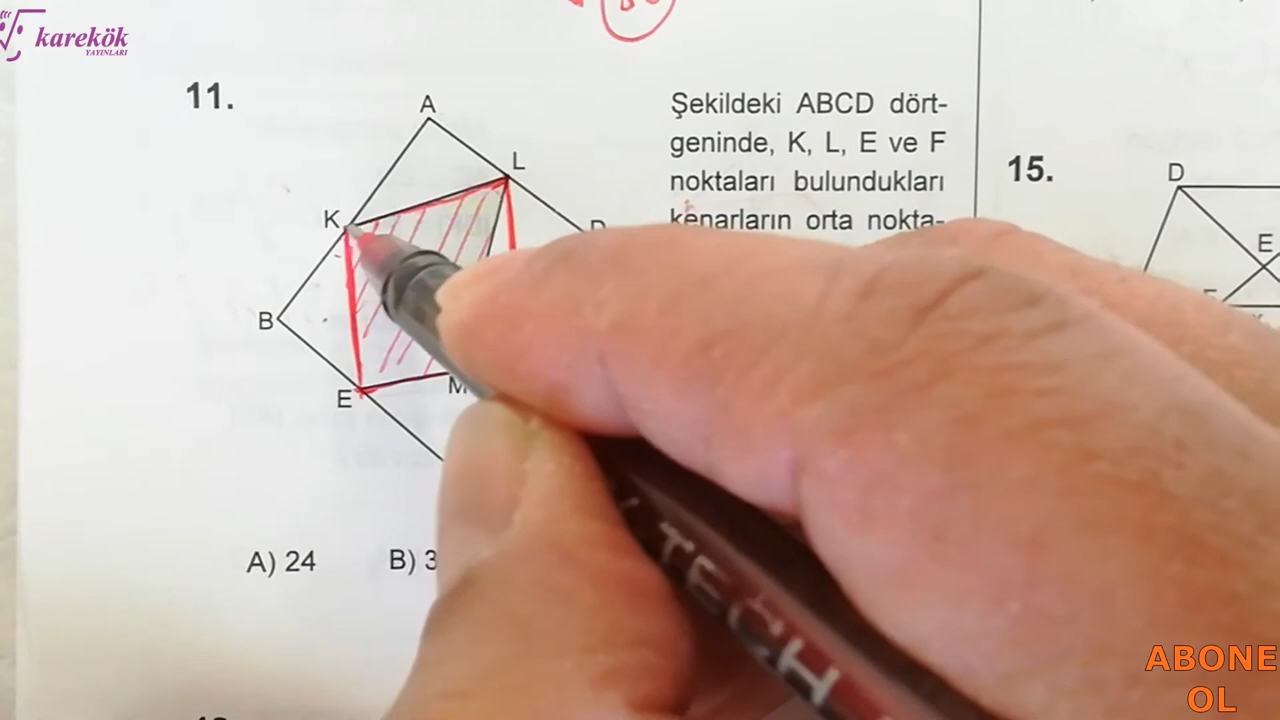 karekök
YAYINLARI
11.
A
L
K
B
E
M
Şekildeki ABCD dört-
geninde, K, L, E ve F
noktaları bulundukları
kenarların orta nokta-
A) 24
B) 3
15.
D
E
TECH
ABONE
OL